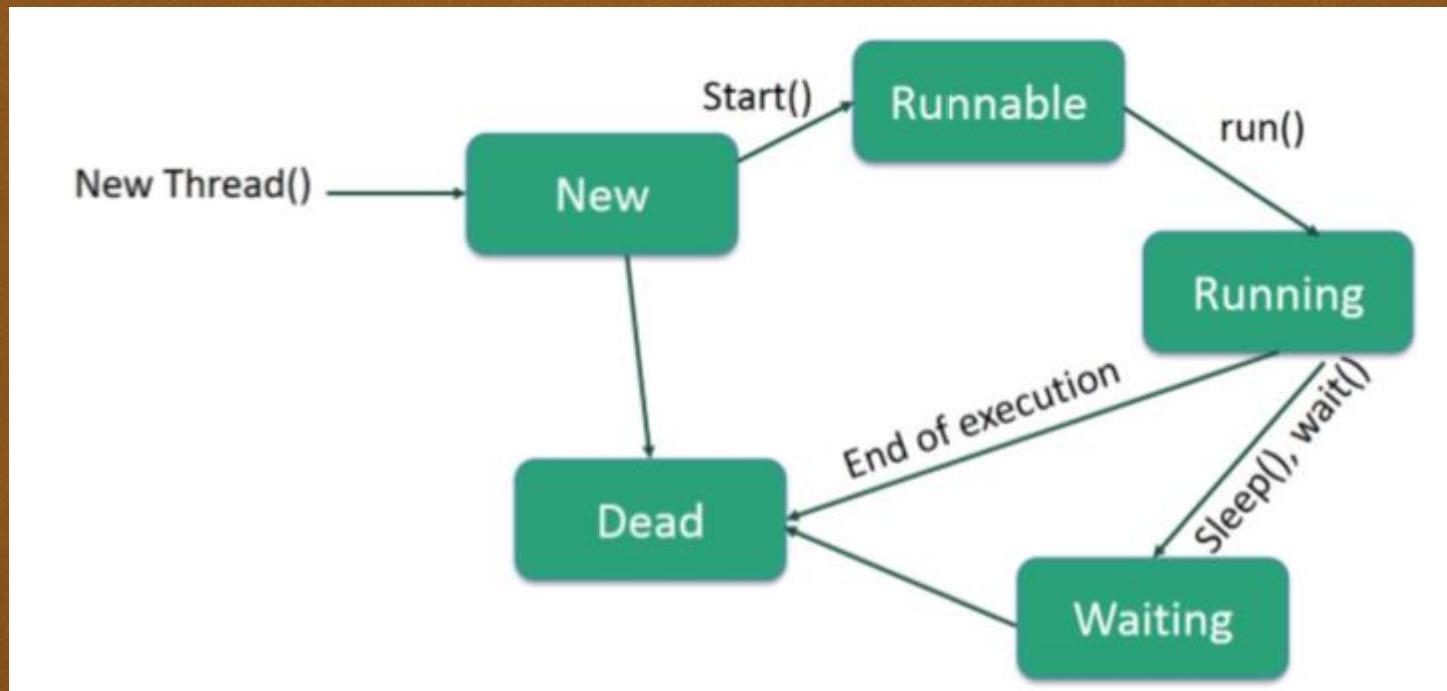 Start()
Runnable
run()
New Thread()
New
Running
End of execution
Sleep(), wait()
Dead
Waiting